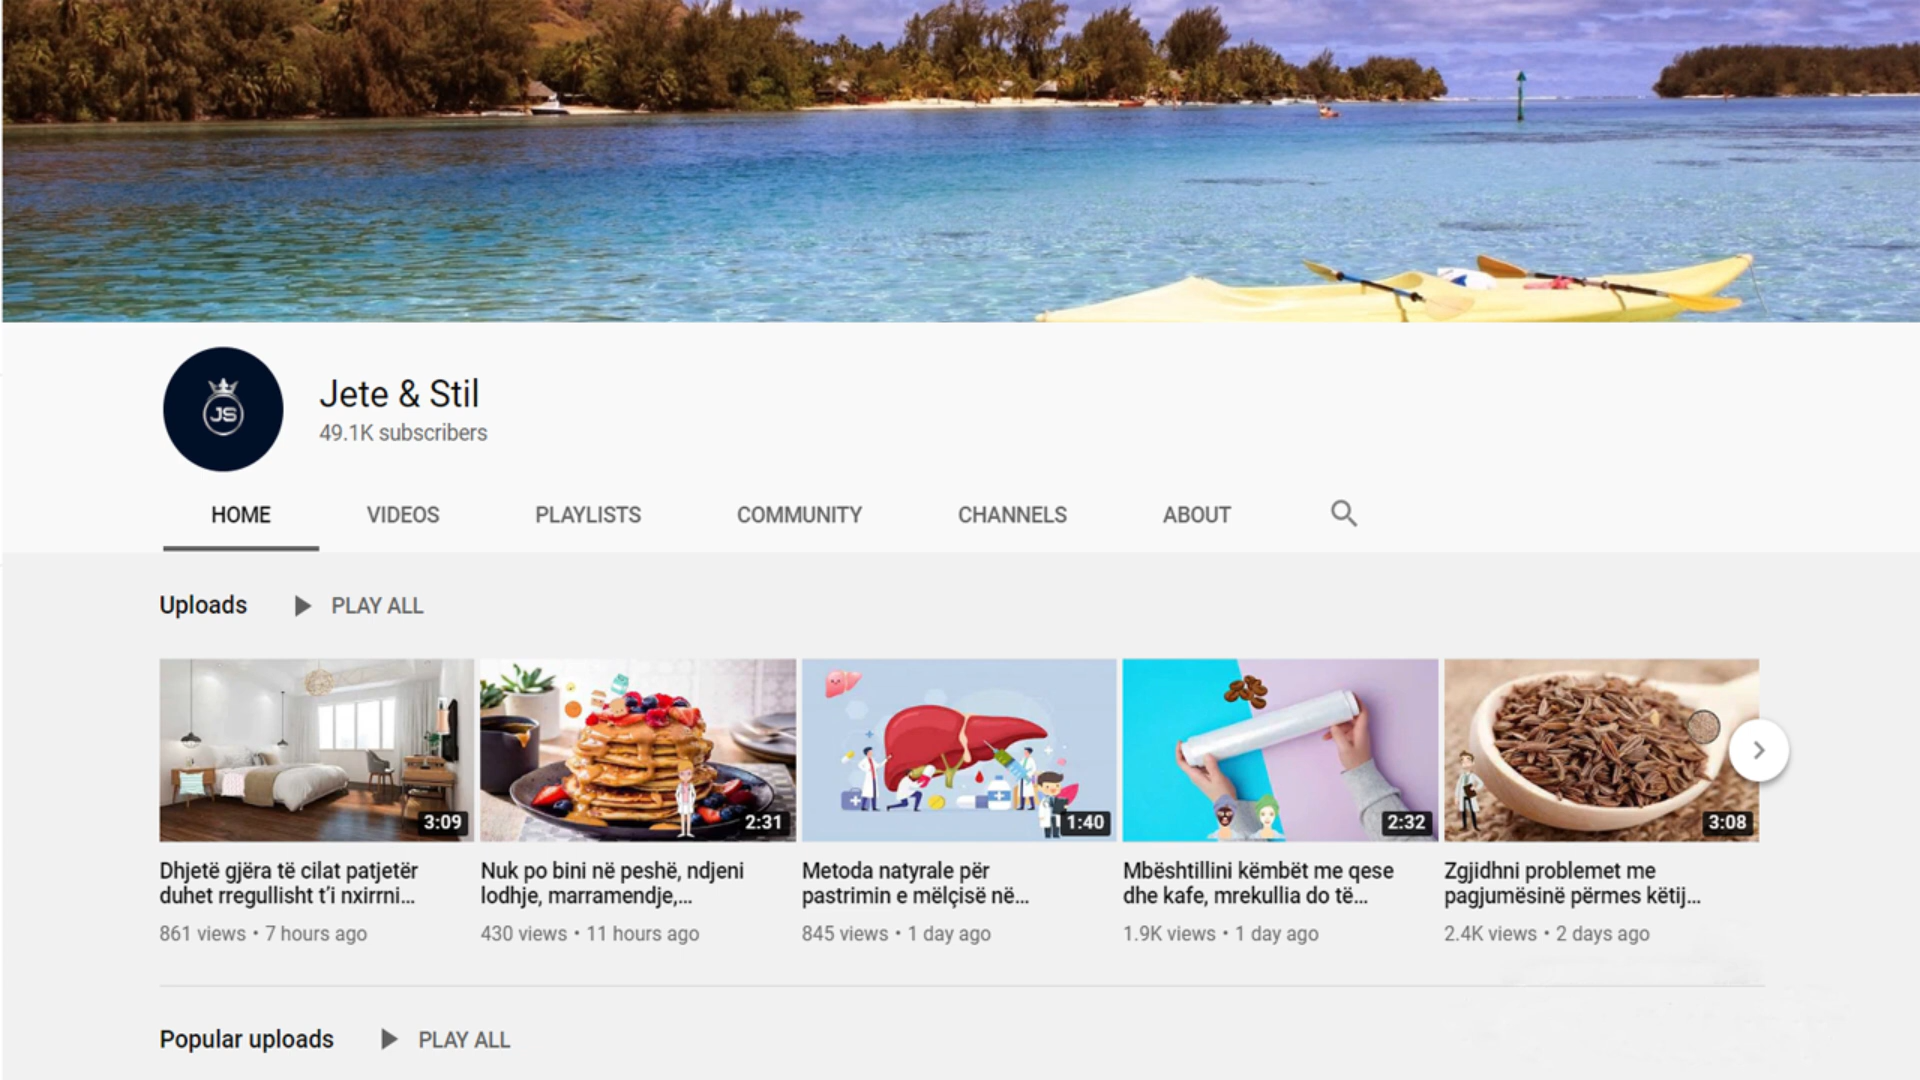 JS
Jete & Stil
49.1K subscribers
HOME VIDEOS PLAYLISTS COMMUNITY CHANNELS ABOUT
Uploads PLAY ALL
3:09 2:31 1:40 2:32 3:08
Dhjetë gjëra të cilat patjetër
duhet rregullisht t'i nxirrni...
861 views • 7 hours ago
Nuk po bini në peshë, ndjeni
lodhje, marramendje,...
430 views • 11 hours ago
Metoda natyrale për
pastrimin e mëlçisë në...
845 views • 1 day ago
Mbështillini këmbët me qese
dhe kafe, mrekullia do të...
1.9K views • 1 day ago
Zgjidhni problemet me
pagjumësinë përmes këtij...
2.4K views • 2 days ago
Popular uploads PLAY ALL